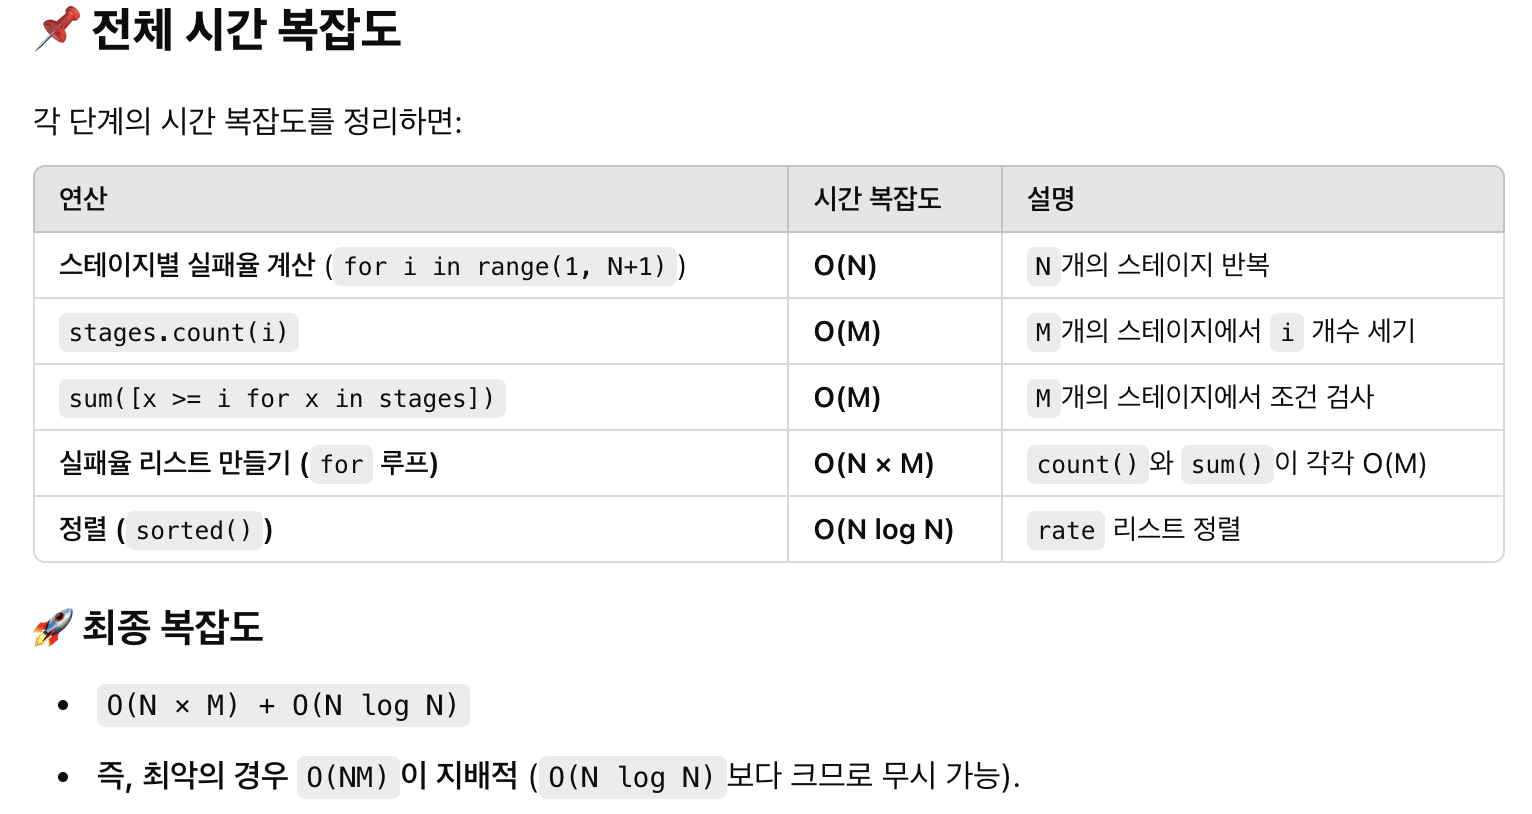 📌 전체 시간 복잡도
각 단계의 시간 복잡도를 정리하면:
연산 시간 복잡도 설명
스테이지별 실패율 계산 (for i in range(1, N+1)) O(N) N개의 스테이지 반복
stages.count(i) O(M) M개의 스테이지에서 i 개수 세기
sum([x >= i for x in stages]) O(M) M개의 스테이지에서 조건 검사
실패율 리스트 만들기 (for 루프) O(N × M) count()와 sum()이 각각 O(M)
정렬 (sorted()) O(N log N) rate 리스트 정렬
🚀 최종 복잡도
• O(N × M) + O(N log N)
• 즉, 최악의 경우 O(NM)이 지배적 (O(N log N)보다 크므로 무시 가능).